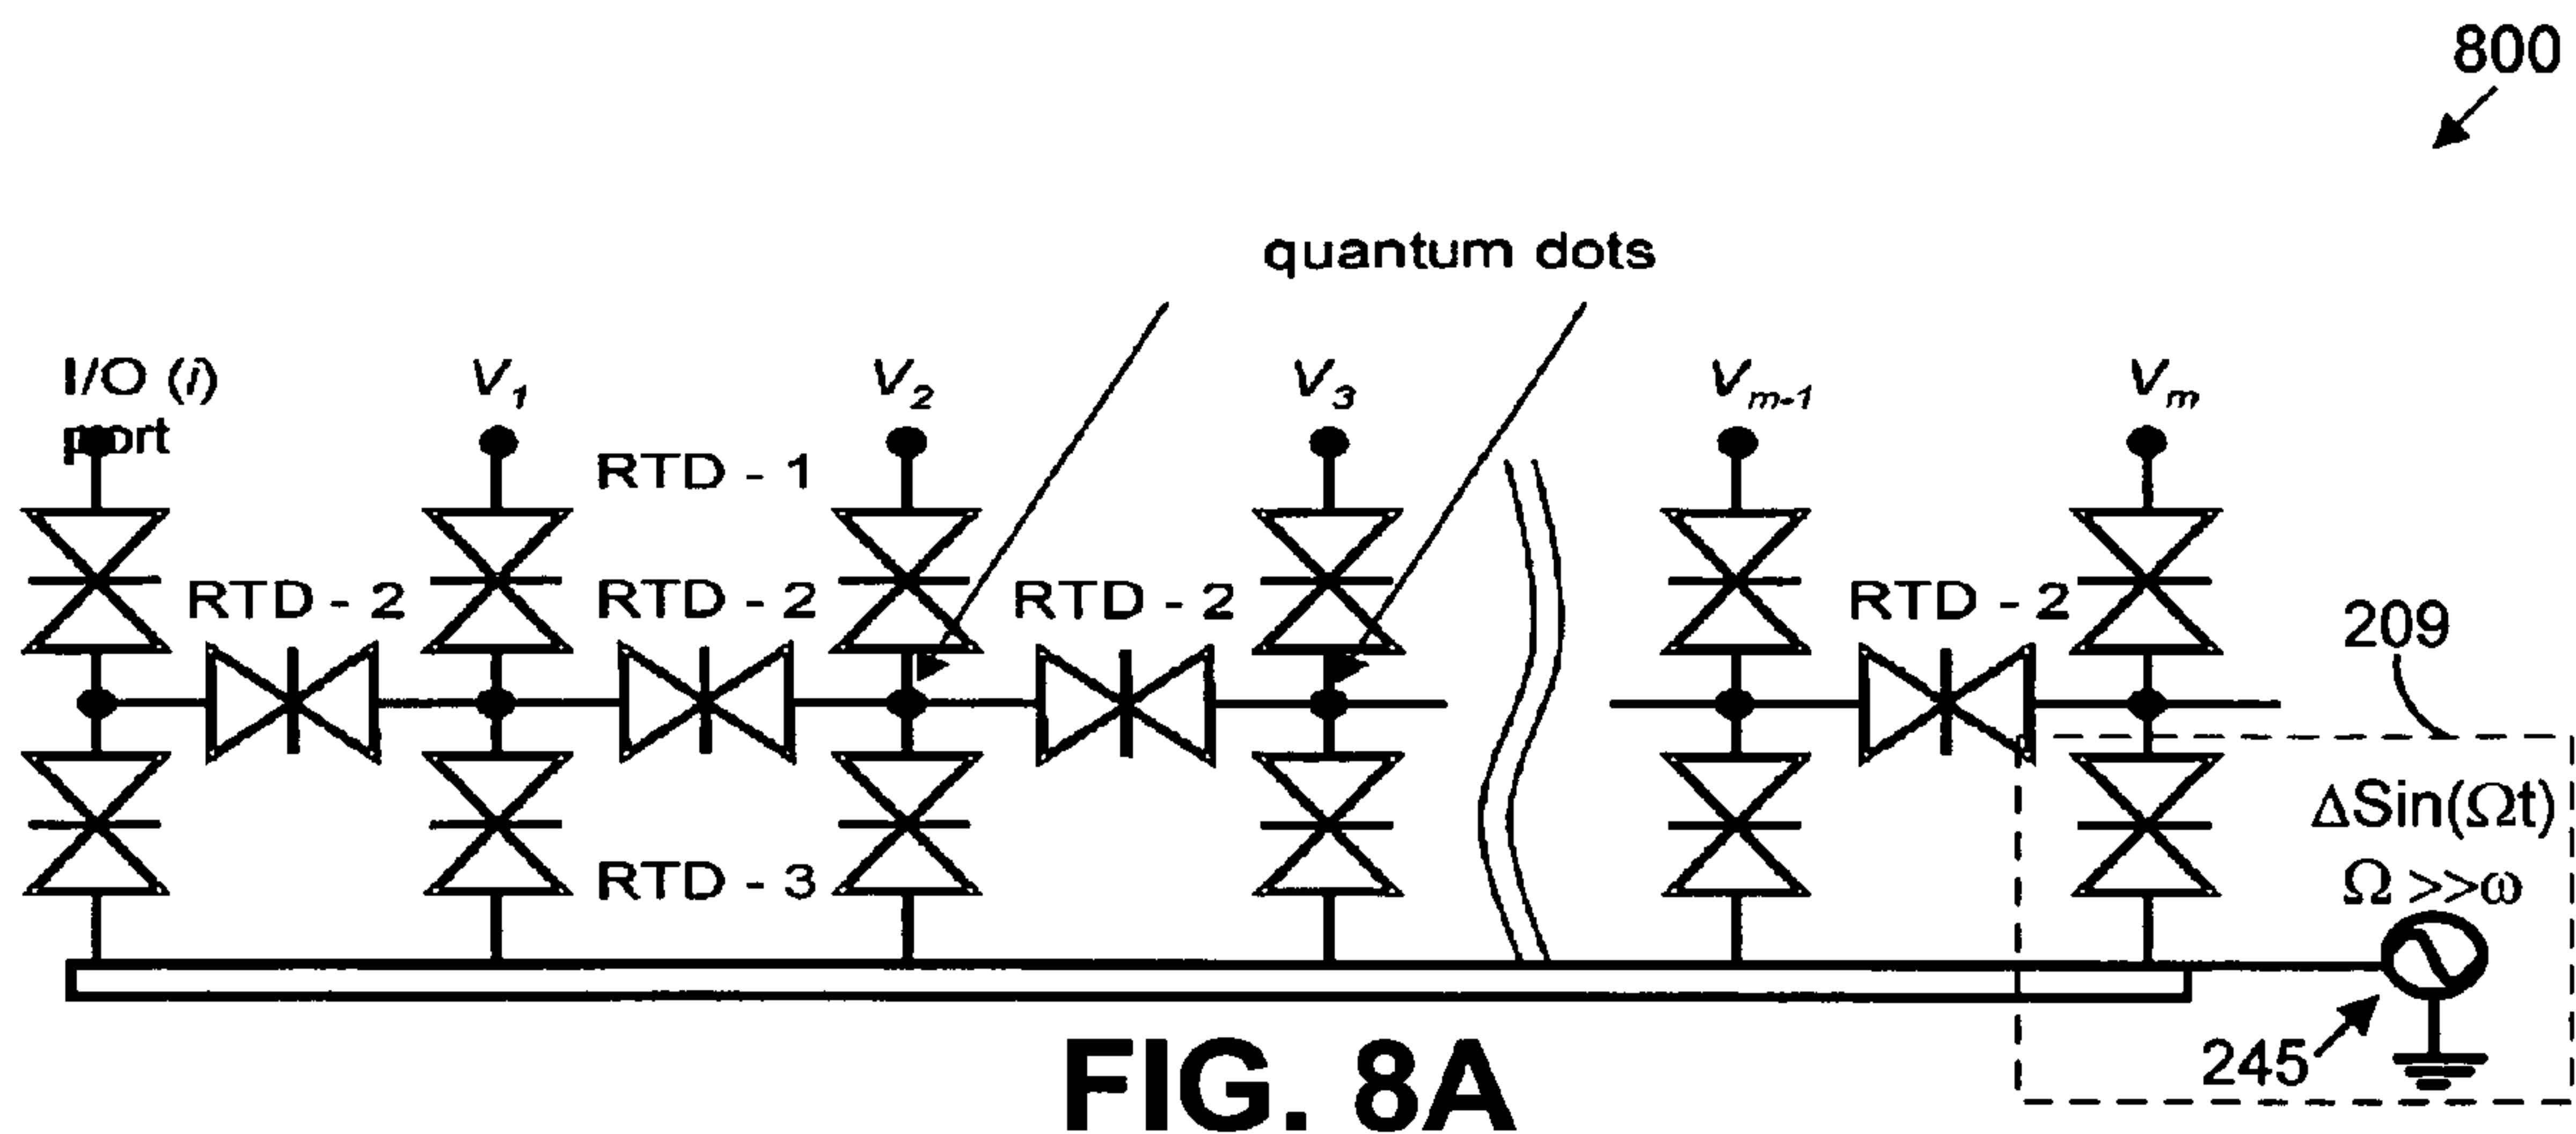 800
quantum dots
I/O (i)
port
V1
V2
V3
Vm-1
Vm
RTD - 1
RTD - 2
RTD - 2
RTD - 2
RTD - 2
209
ΔSin(Ωt)
Ω >>ω
RTD - 3
245
FIG. 8A